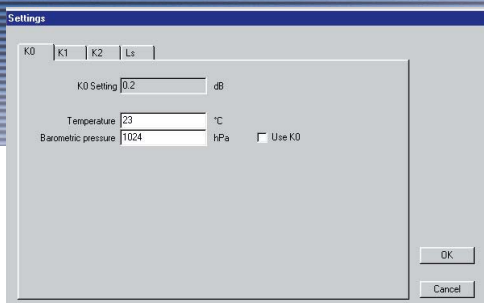 Settings
K0 K1 K2 Ls
K0 Setting 0.2 dB
Temperature 23 °C
Barometric pressure 1024 hPa Use K0
OK
Cancel